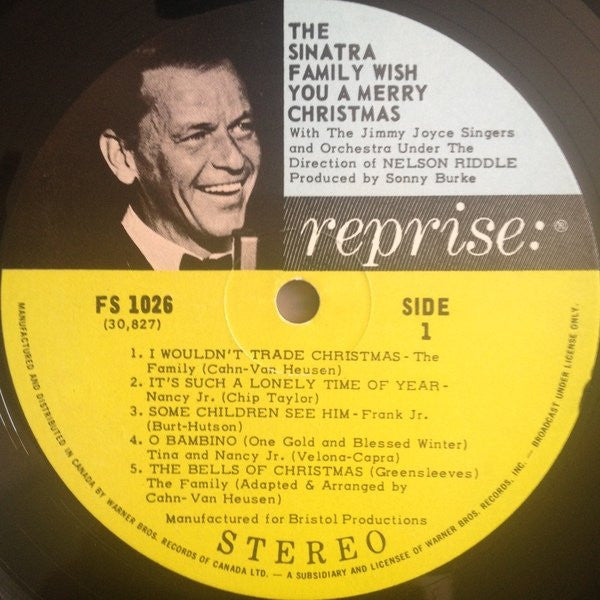 THE
SINATRA
FAMILY WISH
YOU A MERRY
CHRISTMAS
With The Jimmy Joyce Singers
and Orchestra Under The
Direction of NELSON RIDDLE
Produced by Sonny Burke
reprise:®
FS 1026
(30,827)
SIDE
1
1. I WOULDN'T TRADE CHRISTMAS - The
Family (Cahn-Van Heusen)
2. IT'S SUCH A LONELY TIME OF YEAR -
Nancy Jr. (Chip Taylor)
3. SOME CHILDREN SEE HIM - Frank Jr.
(Burt-Hutson)
4. O BAMBINO (One Gold and Blessed Winter)
Tina and Nancy Jr. (Velona-Capra)
5. THE BELLS OF CHRISTMAS (Greensleeves)
The Family (Adapted & Arranged by
Cahn-Van Heusen)
Manufactured for Bristol Productions
STEREO
MANUFACTURED AND DISTRIBUTED IN CANADA BY WARNER BROS. RECORDS OF CANADA LTD. — A SUBSIDIARY AND LICENSEE OF WARNER BROS. RECORDS, INC. — BROADCAST UNDER LICENSE ONLY.